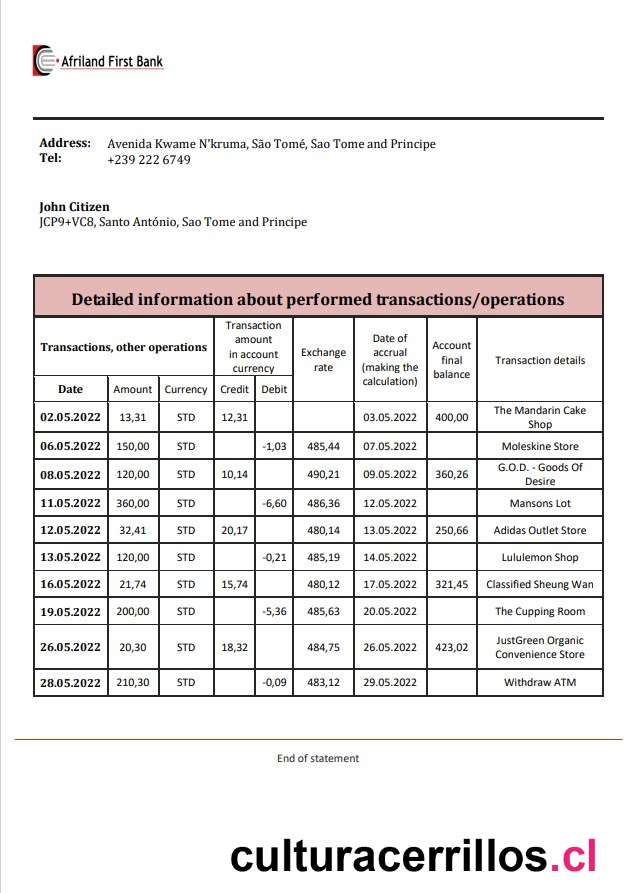 Afriland First Bank
Address: Avenida Kwame N'kruma, São Tomé, Sao Tome and Principe
Tel: +239 222 6749
John Citizen
JCP9+VC8, Santo António, Sao Tome and Principe
Detailed information about performed transactions/operations
Transactions, other operations
Transaction
amount
in account
currency
Exchange
rate
Date of
accrual
(making the
calculation)
Account
final
balance
Transaction details
Date Amount Currency Credit Debit
02.05.2022 13,31 STD 12,31 03.05.2022 400,00 The Mandarin Cake
Shop
06.05.2022 150,00 STD -1,03 485,44 07.05.2022 Moleskine Store
08.05.2022 120,00 STD 10,14 490,21 09.05.2022 360,26 G.O.D. - Goods Of
Desire
11.05.2022 360,00 STD -6,60 486,36 12.05.2022 Mansons Lot
12.05.2022 32,41 STD 20,17 480,14 13.05.2022 250,66 Adidas Outlet Store
13.05.2022 120,00 STD -0,21 485,19 14.05.2022 Lululemon Shop
16.05.2022 21,74 STD 15,74 480,12 17.05.2022 321,45 Classified Sheung Wan
19.05.2022 200,00 STD -5,36 485,63 20.05.2022 The Cupping Room
26.05.2022 20,30 STD 18,32 484,75 26.05.2022 423,02 JustGreen Organic
Convenience Store
28.05.2022 210,30 STD -0,09 483,12 29.05.2022 Withdraw ATM
End of statement
culturacerrillos.cl